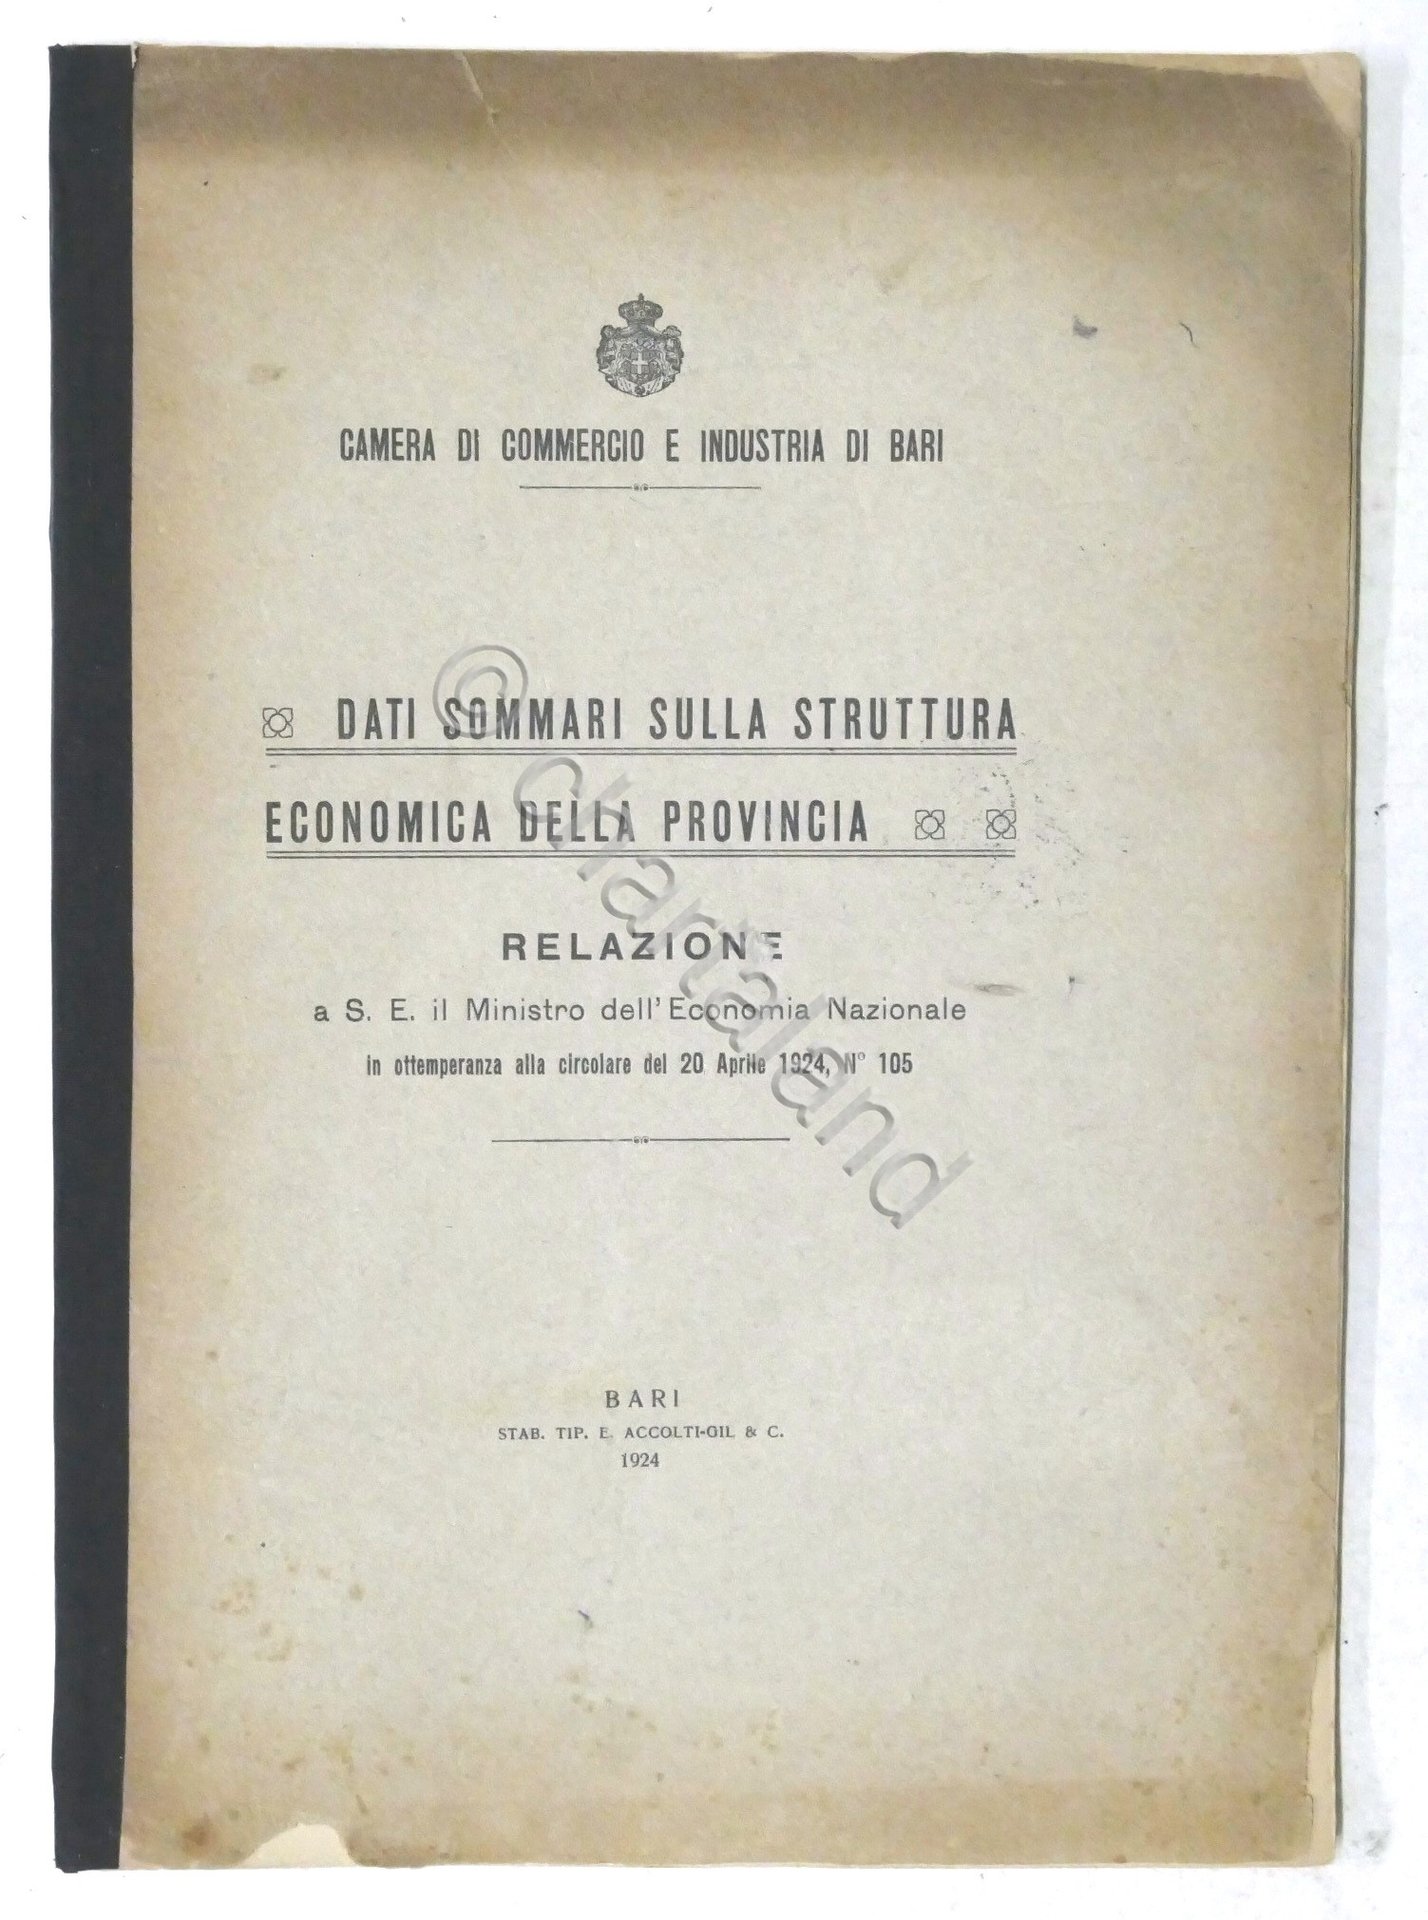 CAMERA DI COMMERCIO E INDUSTRIA DI BARI
DATI SOMMARI SULLA STRUTTURA
ECONOMICA DELLA PROVINCIA
RELAZIONE
a S. E. il Ministro dell'Economia Nazionale
in ottemperanza alla circolare del 20 Aprile 1924, N° 105
BARI
STAB. TIP. E. ACCOLTI-GIL & C.
1924
© chartaland